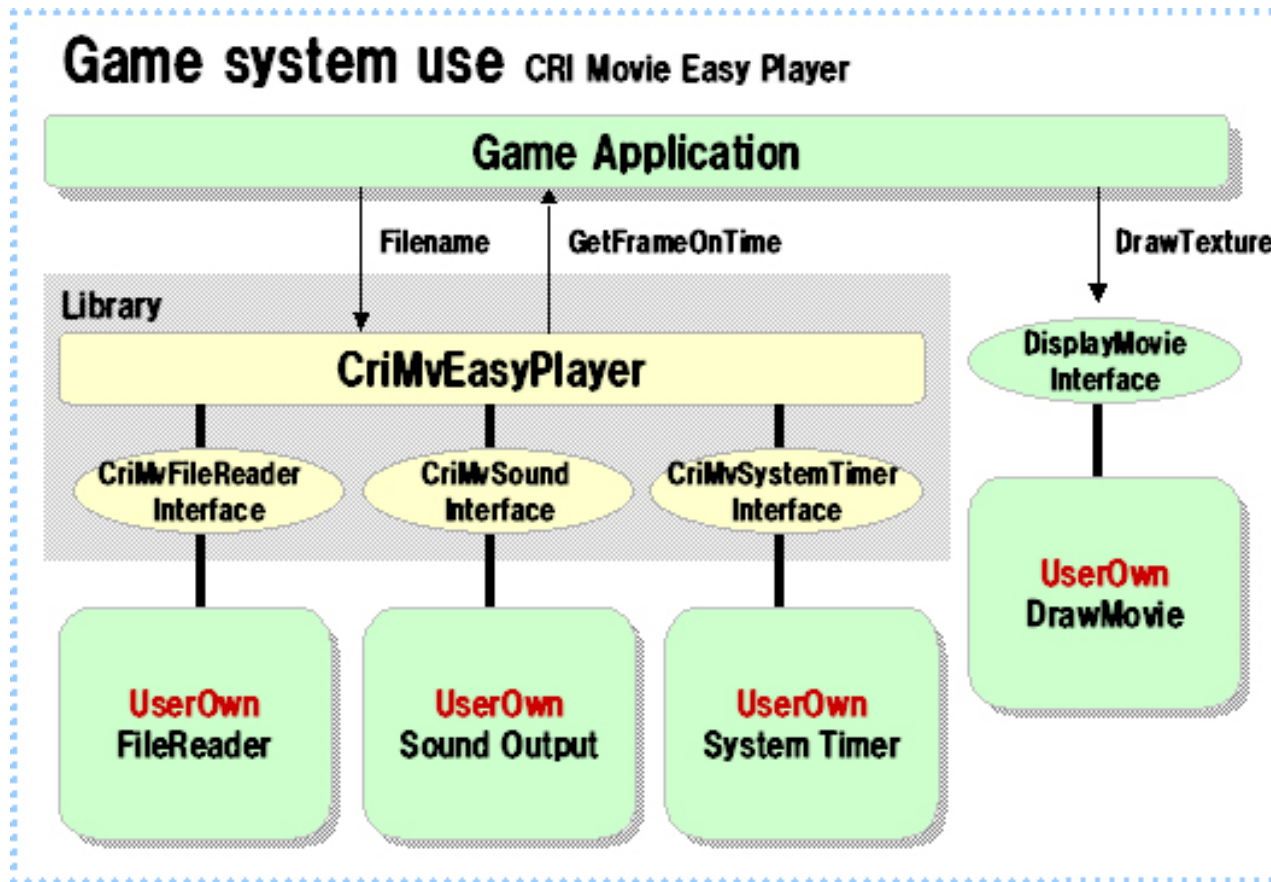 Game system use CRI Movie Easy Player
Game Application
Filename
GetFrameOnTime
DrawTexture
Library
CriMvEasyPlayer
DisplayMovie
Interface
CriMvFileReader
Interface
CriMvSound
Interface
CriMvSystemTimer
Interface
UserOwn
DrawMovie
UserOwn
FileReader
UserOwn
Sound Output
UserOwn
System Timer